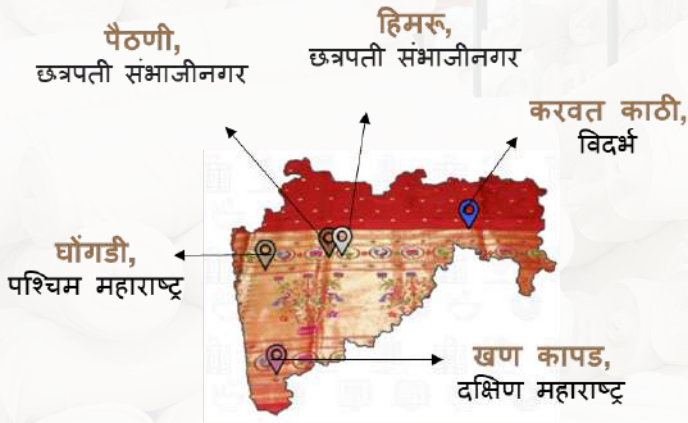 पैठणी,
छत्रपती संभाजीनगर
हिमरू,
छत्रपती संभाजीनगर
करवत काठी,
विदर्भ
घोंगडी,
पश्चिम महाराष्ट्र
खण कापड,
दक्षिण महाराष्ट्र